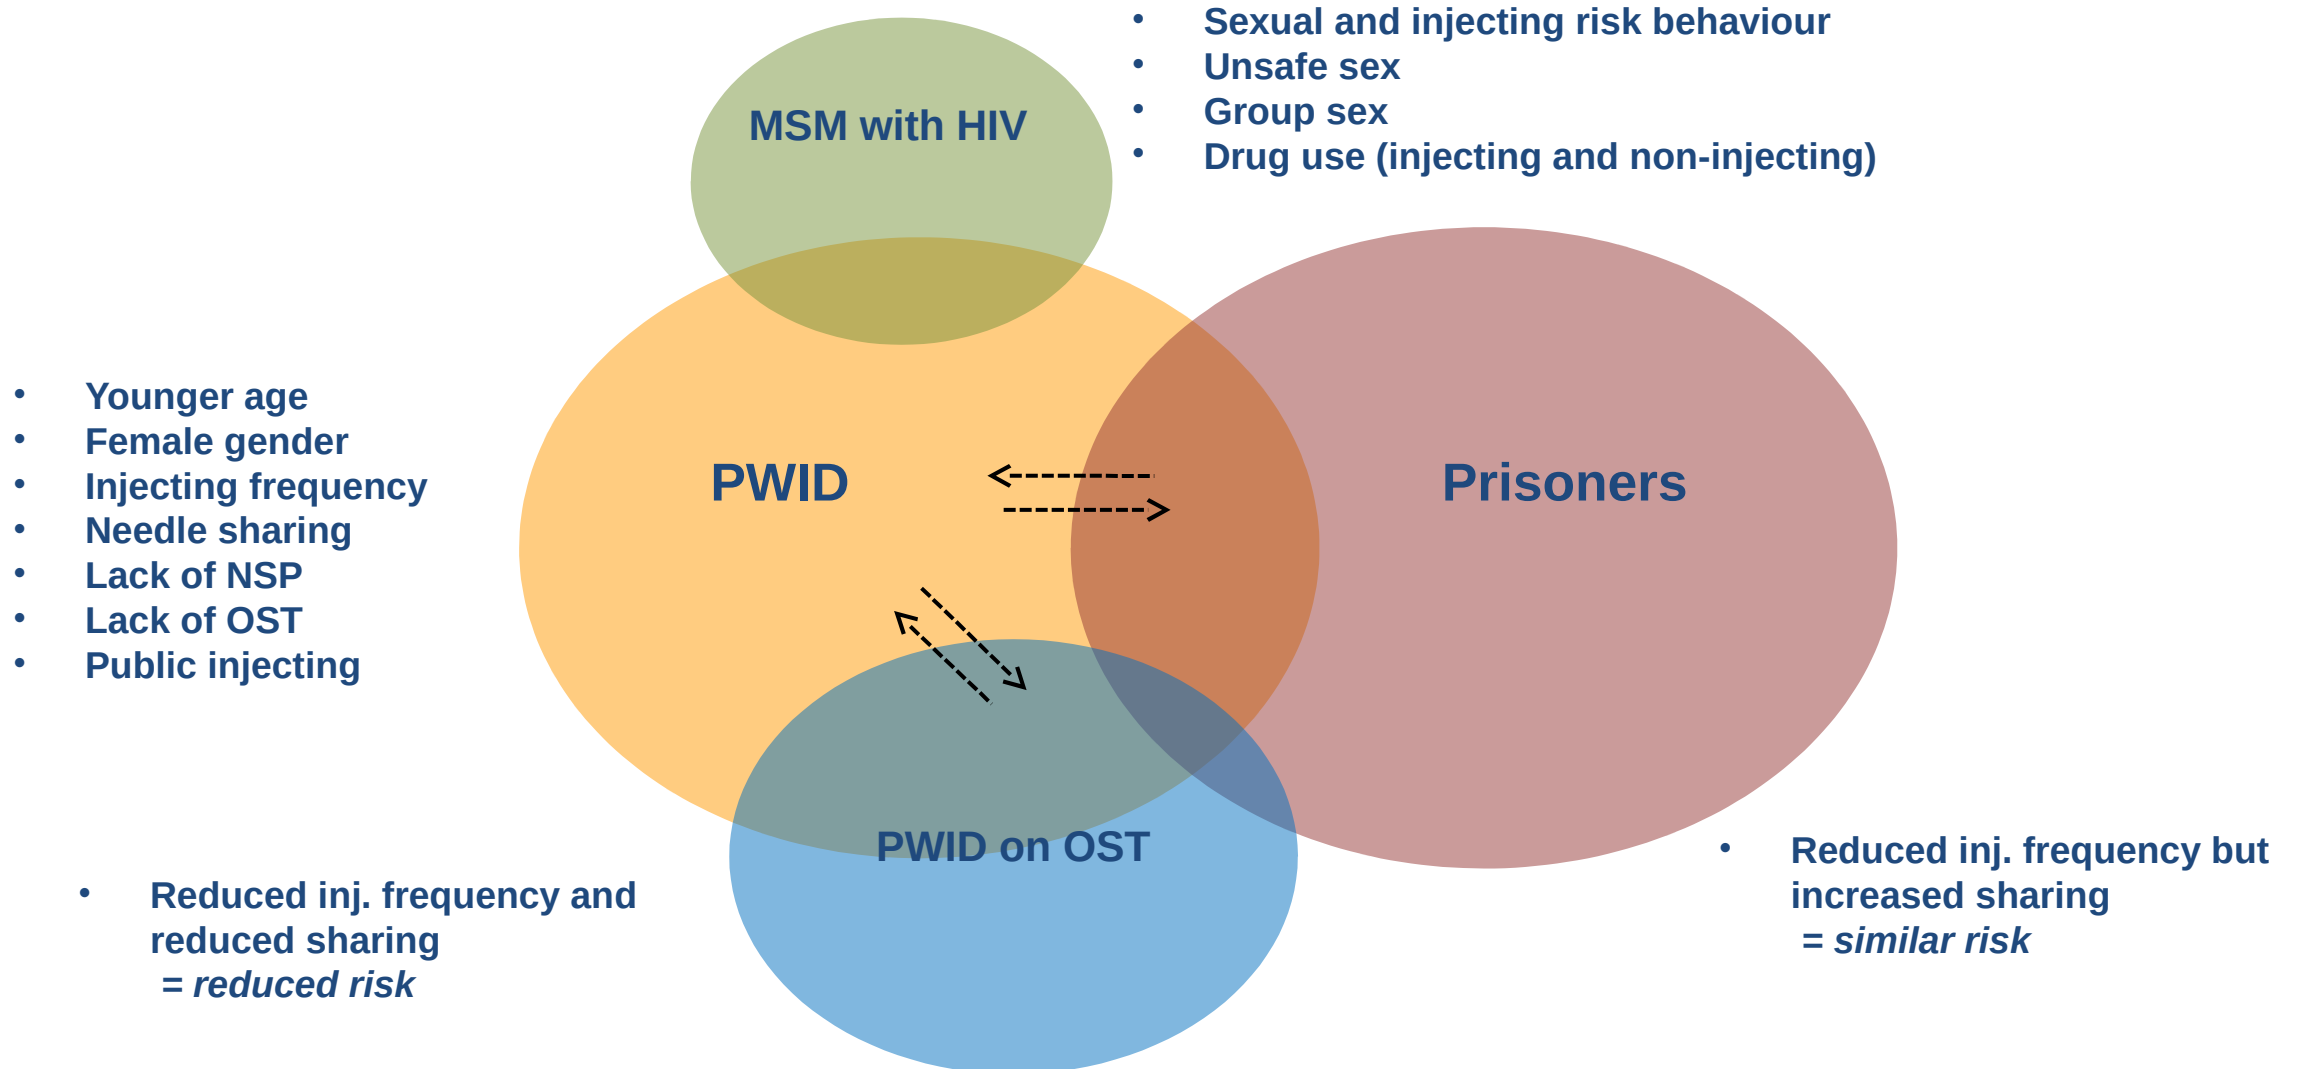 • Sexual and injecting risk behaviour
• Unsafe sex
• Group sex
• Drug use (injecting and non-injecting)
MSM with HIV
• Younger age
• Female gender
• Injecting frequency
• Needle sharing
• Lack of NSP
• Lack of OST
• Public injecting
PWID
Prisoners
PWID on OST
• Reduced inj. frequency and
reduced sharing
= reduced risk
• Reduced inj. frequency but
increased sharing
= similar risk